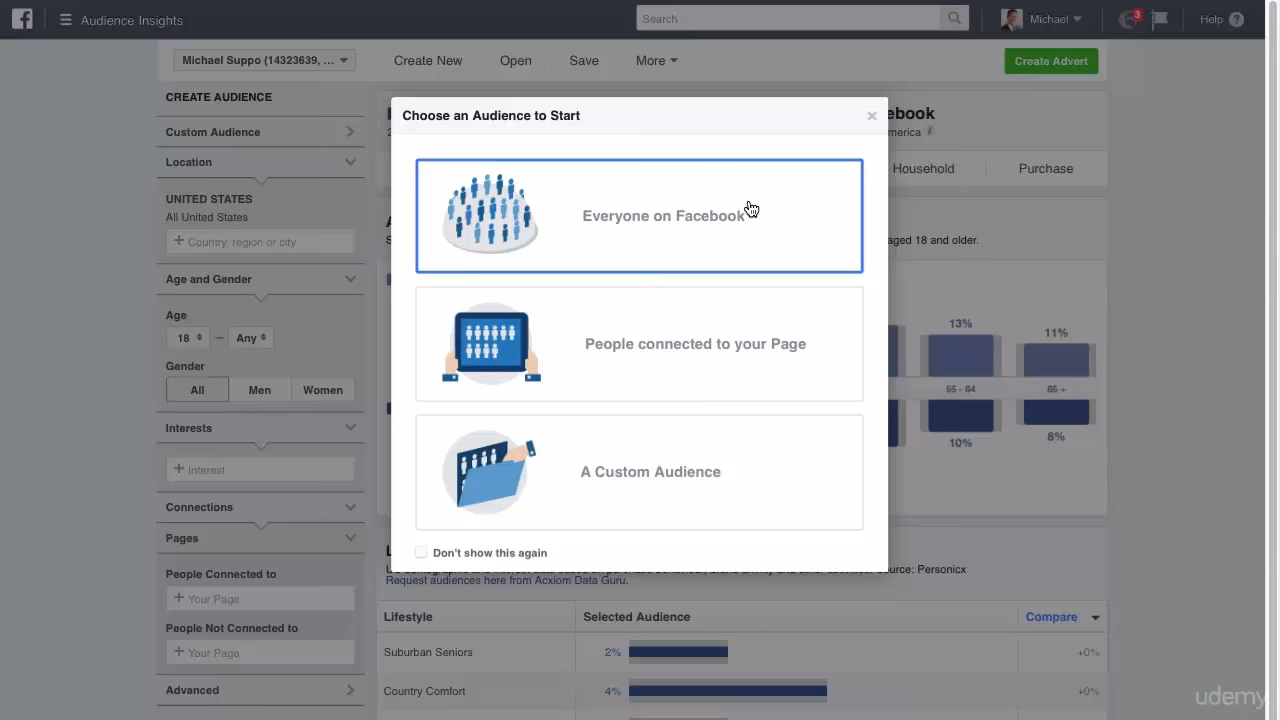 Audience Insights
Search
Michael
3
Help
Michael Suppo (14323639, ...
Create New
Open
Save
More
Create Advert
CREATE AUDIENCE
Custom Audience
Location
UNITED STATES
All United States
+ Country, region or city
Age and Gender
Age
18 — Any
Gender
All Men Women
Interests
+ Interest
Connections
Pages
People Connected to
+ Your Page
People Not Connected to
+ Your Page
Advanced
Choose an Audience to Start
Everyone on Facebook
People connected to your Page
A Custom Audience
Don't show this again
Household
Purchase
aged 18 and older.
13%
11%
55 - 64
65 +
10%
8%
Source: Personicx
Request audiences here from Acxiom Data Guru.
Lifestyle
Selected Audience
Compare
Suburban Seniors
2%
+0%
Country Comfort
4%
+0%
udemy